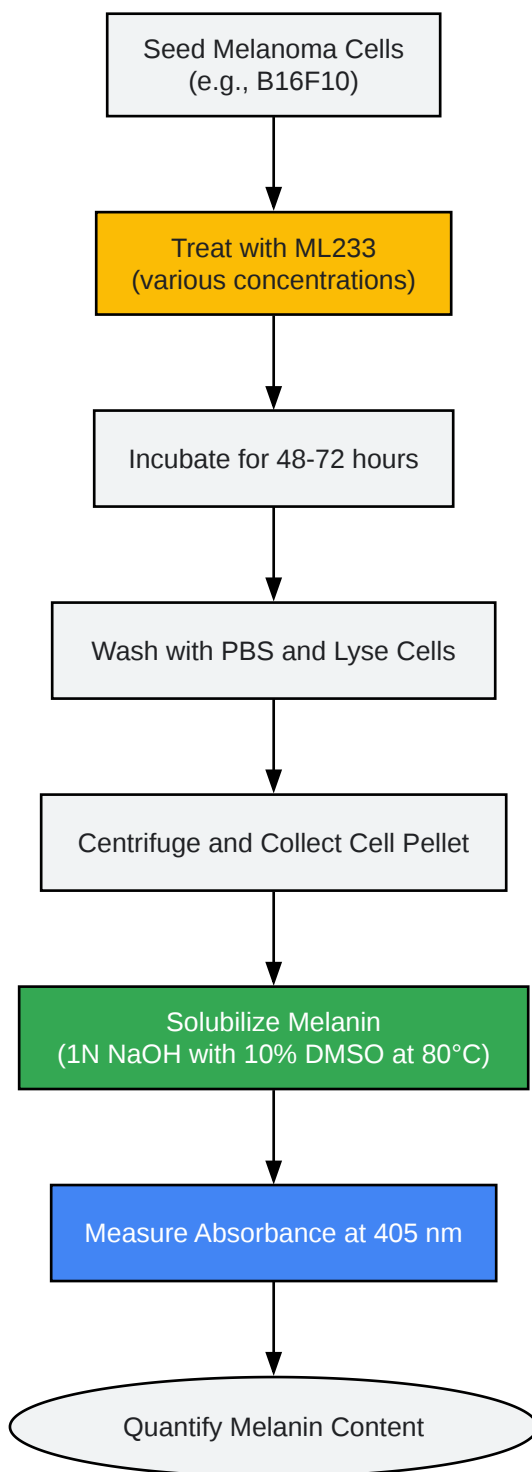 Seed Melanoma Cells
(e.g., B16F10)
Treat with ML233
(various concentrations)
Incubate for 48-72 hours
Wash with PBS and Lyse Cells
Centrifuge and Collect Cell Pellet
Solubilize Melanin
(1N NaOH with 10% DMSO at 80°C)
Measure Absorbance at 405 nm
Quantify Melanin Content